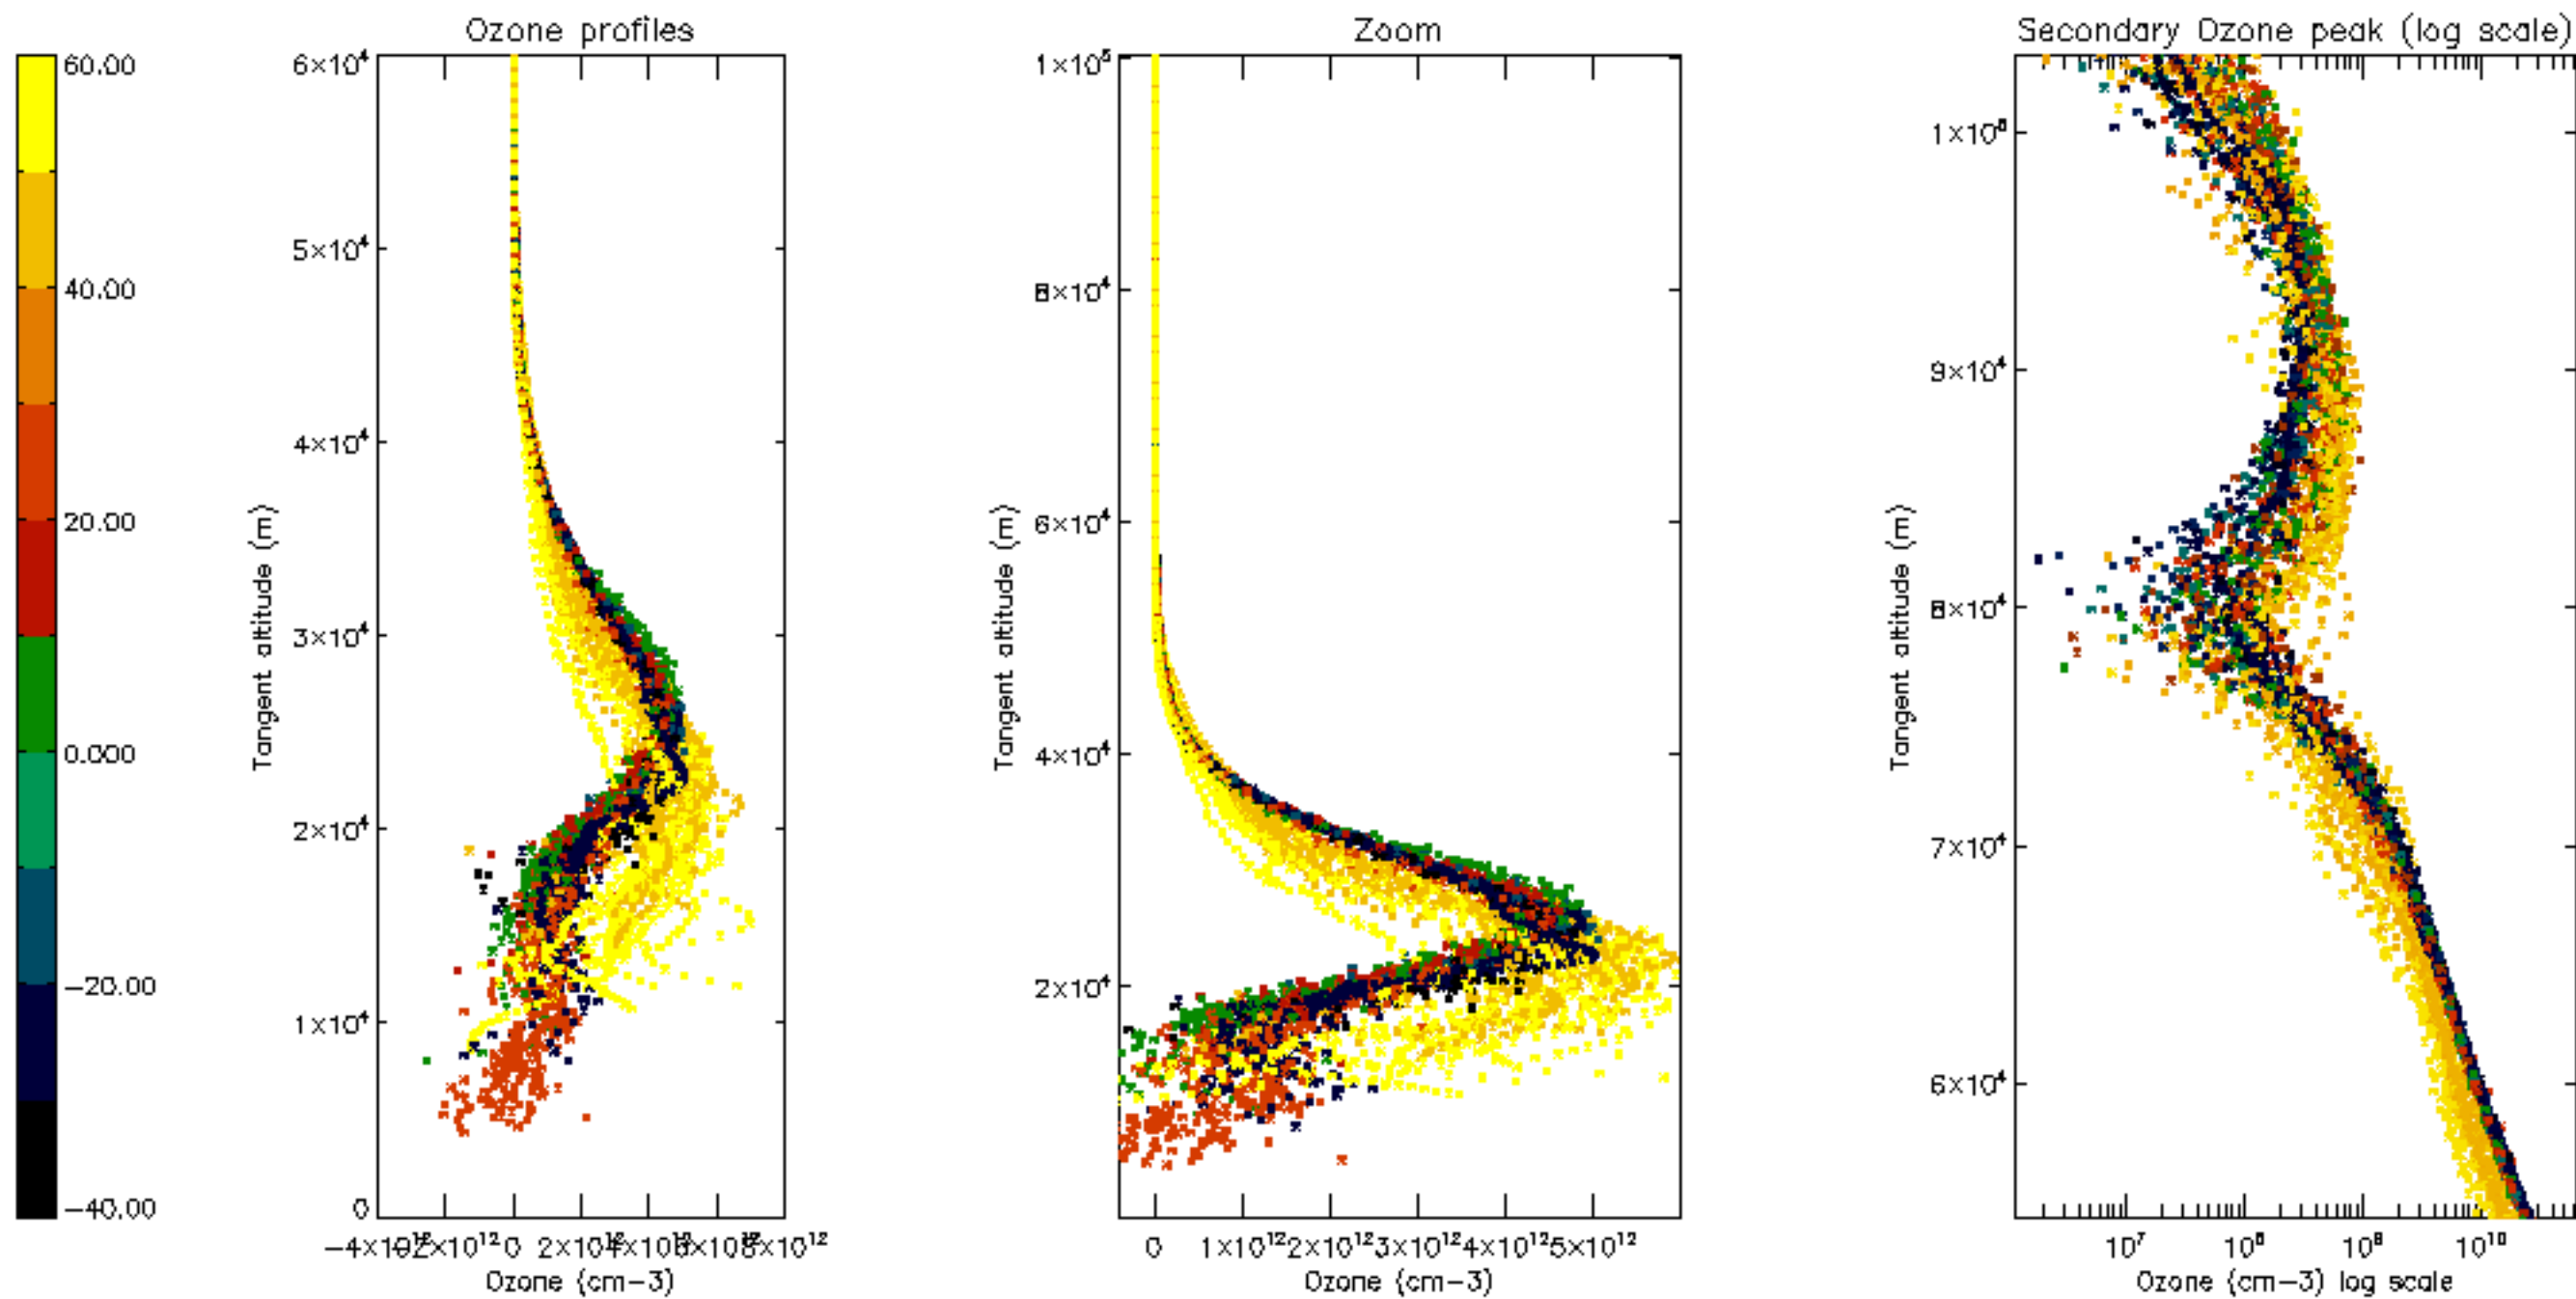 Ozone profiles
Zoom
Secondary Ozone peak (log scale)
60.00
40.00
20.00
0.000
−20.00
−40.00
6×10⁴
5×10⁴
4×10⁴
3×10⁴
2×10⁴
1×10⁴
0
Tangent altitude (m)
0
Ozone (cm−3)
1×10⁵
8×10⁴
6×10⁴
4×10⁴
2×10⁴
Tangent altitude (m)
0 1×10¹² 2×10¹² 3×10¹² 4×10¹² 5×10¹²
Ozone (cm−3)
1×10⁵
9×10⁴
8×10⁴
7×10⁴
6×10⁴
Tangent altitude (m)
10⁷ 10⁸ 10⁹ 10¹⁰
Ozone (cm−3) log scale